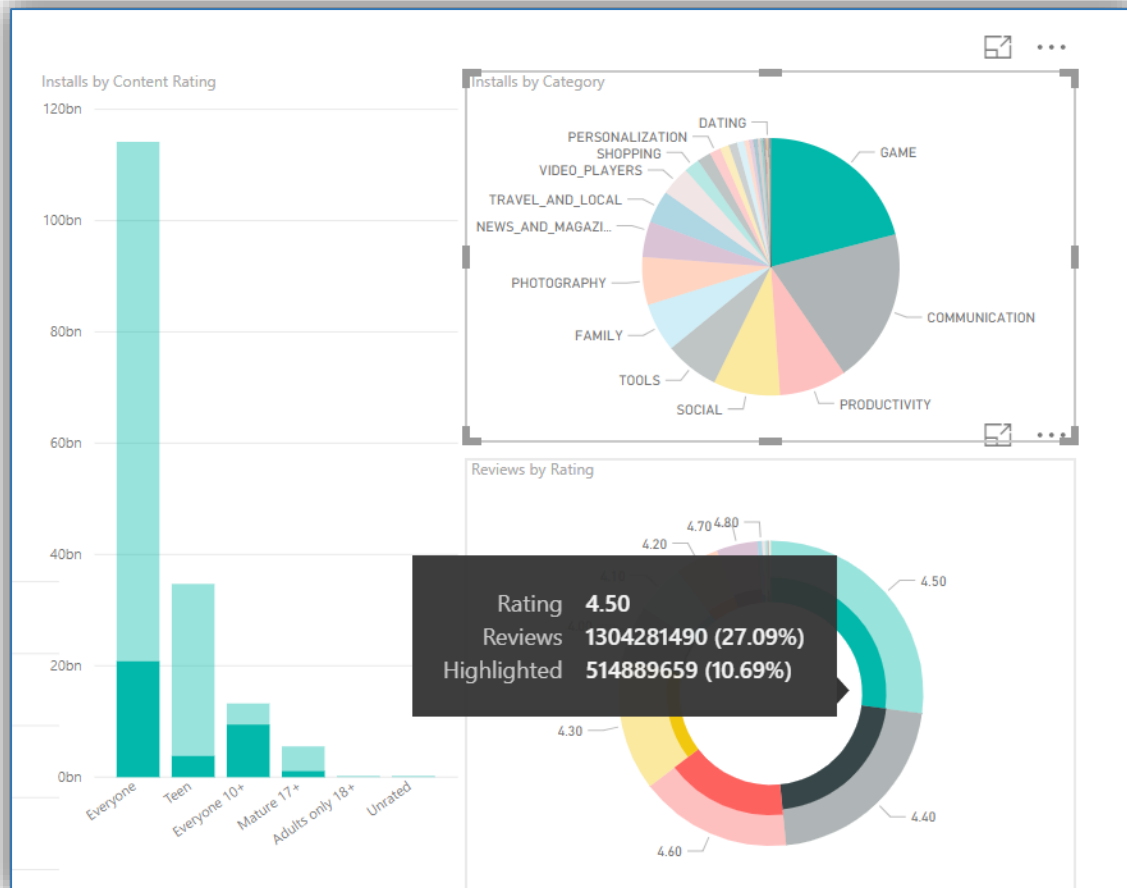 Installs by Content Rating
120bn
100bn
80bn
60bn
40bn
20bn
0bn
Everyone
Teen
Everyone 10+
Mature 17+
Adults only 18+
Unrated
Installs by Category
DATING
PERSONALIZATION
SHOPPING
VIDEO_PLAYERS
TRAVEL_AND_LOCAL
NEWS_AND_MAGAZI...
PHOTOGRAPHY
FAMILY
TOOLS
SOCIAL
GAME
COMMUNICATION
PRODUCTIVITY
Reviews by Rating
4.70 4.80
4.20
4.50
Rating 4.50
Reviews 1304281490 (27.09%)
Highlighted 514889659 (10.69%)
4.30
4.40
4.60